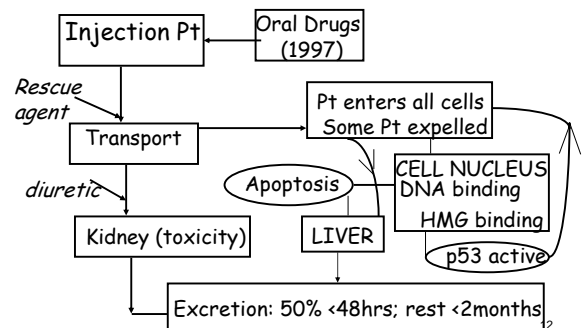 Injection Pt
Oral Drugs
(1997)
Rescue
agent
Pt enters all cells
Some Pt expelled
Transport
CELL NUCLEUS
DNA binding
HMG binding
Apoptosis
diuretic
Kidney (toxicity)
LIVER
p53 active
Excretion: 50% <48hrs; rest <2months
12